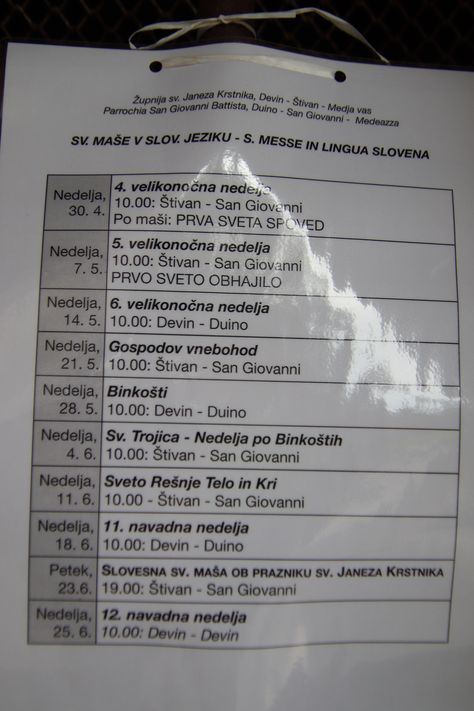 Župnija sv. Janeza Krstnika, Devin - Štivan - Medja vas
Parrochia San Giovanni Battista, Duino - San Giovanni - Medeazza
SV. MAŠE V SLOV. JEZIKU - S. MESSE IN LINGUA SLOVENA
Nedelja, 30. 4.
4. velikonočna nedelja
10.00: Štivan - San Giovanni
Po maši: PRVA SVETA SPOVED
Nedelja, 7. 5.
5. velikonočna nedelja
10.00: Štivan - San Giovanni
PRVO SVETO OBHAJILO
Nedelja, 14. 5.
6. velikonočna nedelja
10.00: Devin - Duino
Nedelja, 21. 5.
Gospodov vnebohod
10.00: Štivan - San Giovanni
Nedelja, 28. 5.
Binkošti
10.00: Devin - Duino
Nedelja, 4. 6.
Sv. Trojica - Nedelja po Binkoštih
10.00: Štivan - San Giovanni
Nedelja, 11. 6.
Sveto Rešnje Telo in Kri
10.00 - Štivan - San Giovanni
Nedelja, 18. 6.
11. navadna nedelja
10.00: Devin - Duino
Petek, 23.6.
SLOVESNA SV. MAŠA OB PRAZNIKU SV. JANEZA KRSTNIKA
19.00: Štivan - San Giovanni
Nedelja, 25. 6.
12. navadna nedelja
10.00: Devin - Devin